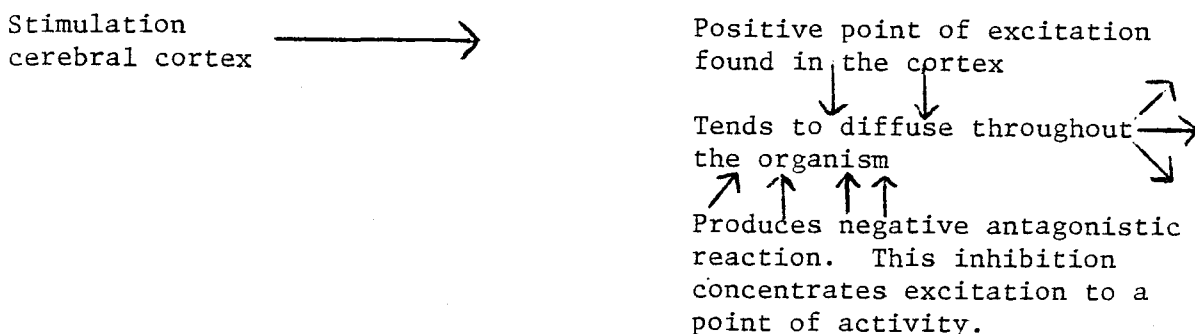 Stimulation
cerebral cortex
Positive point of excitation
found in the cortex
Tends to diffuse throughout
the organism
Produces negative antagonistic
reaction. This inhibition
concentrates excitation to a
point of activity.